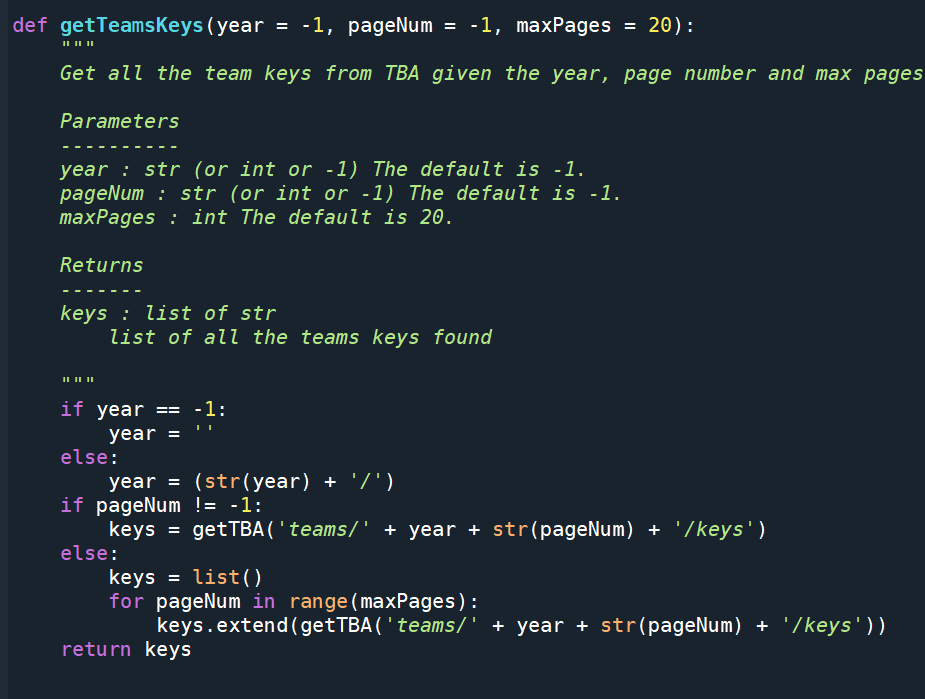 def getTeamsKeys(year = -1, pageNum = -1, maxPages = 20):
    """
    Get all the team keys from TBA given the year, page number and max pages

    Parameters
    ----------
    year : str (or int or -1) The default is -1.
    pageNum : str (or int or -1) The default is -1.
    maxPages : int The default is 20.

    Returns
    -------
    keys : list of str
        list of all the teams keys found

    """
    if year == -1:
        year = ''
    else:
        year = (str(year) + '/')
    if pageNum != -1:
        keys = getTBA('teams/' + year + str(pageNum) + '/keys')
    else:
        keys = list()
        for pageNum in range(maxPages):
            keys.extend(getTBA('teams/' + year + str(pageNum) + '/keys'))
    return keys